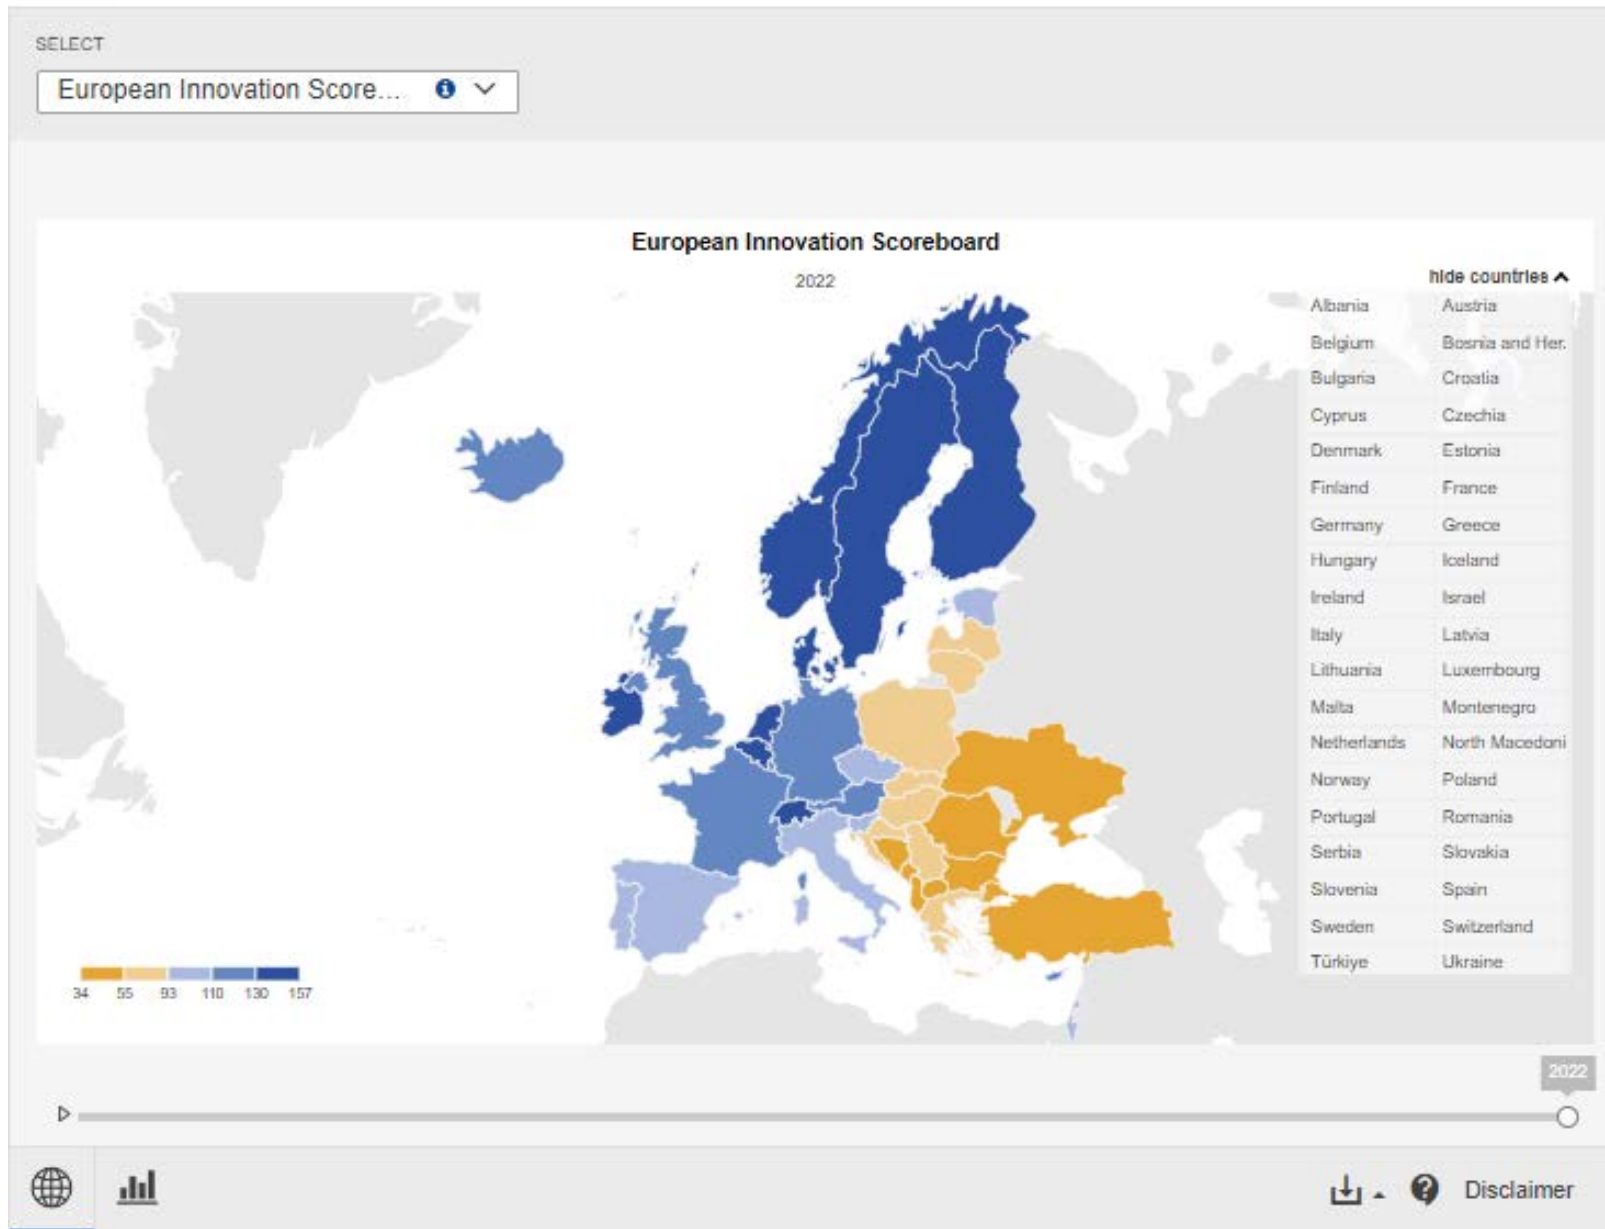 SELECT
European Innovation Score...
European Innovation Scoreboard
2022
hide countries
Albania Austria
Belgium Bosnia and Her.
Bulgaria Croatia
Cyprus Czechia
Denmark Estonia
Finland France
Germany Greece
Hungary Iceland
Ireland Israel
Italy Latvia
Lithuania Luxembourg
Malta Montenegro
Netherlands North Macedoni
Norway Poland
Portugal Romania
Serbia Slovakia
Slovenia Spain
Sweden Switzerland
Türkiye Ukraine
34 55 93 110 130 157
2022
Disclaimer